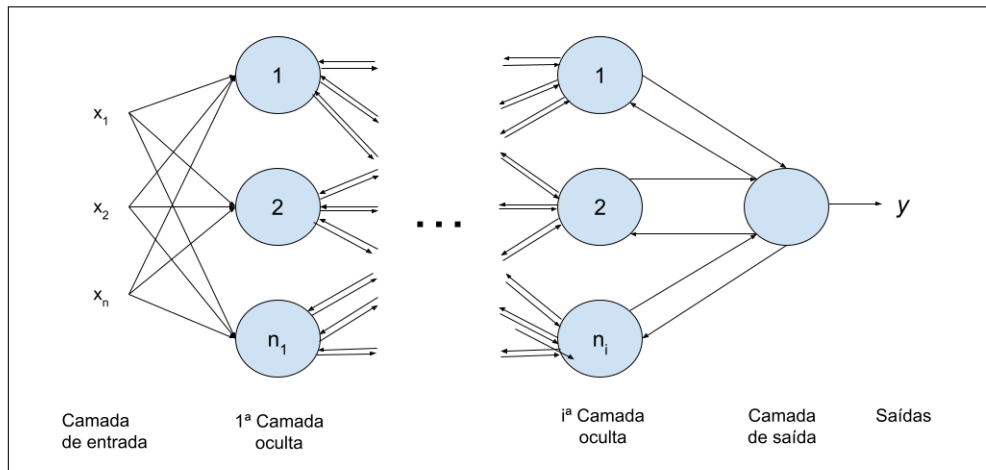 x₁
x₂
xₙ
1
2
n₁
...
1
2
nᵢ
y
Camada
de entrada
1ª Camada
oculta
iª Camada
oculta
Camada
de saída
Saídas